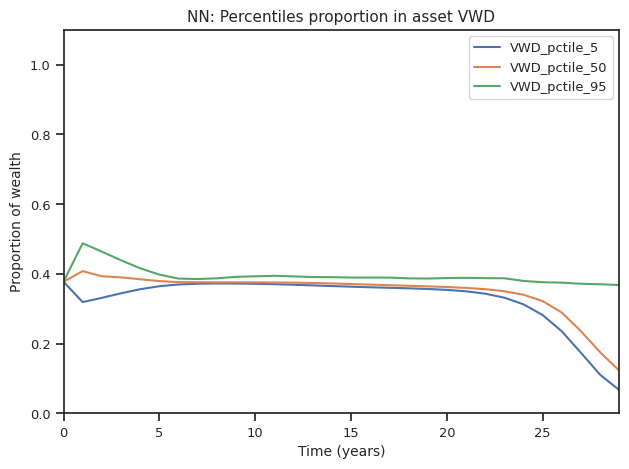 NN: Percentiles proportion in asset VWD
VWD_pctile_5
VWD_pctile_50
VWD_pctile_95
Proportion of wealth
1.0
0.8
0.6
0.4
0.2
0.0
0 5 10 15 20 25
Time (years)